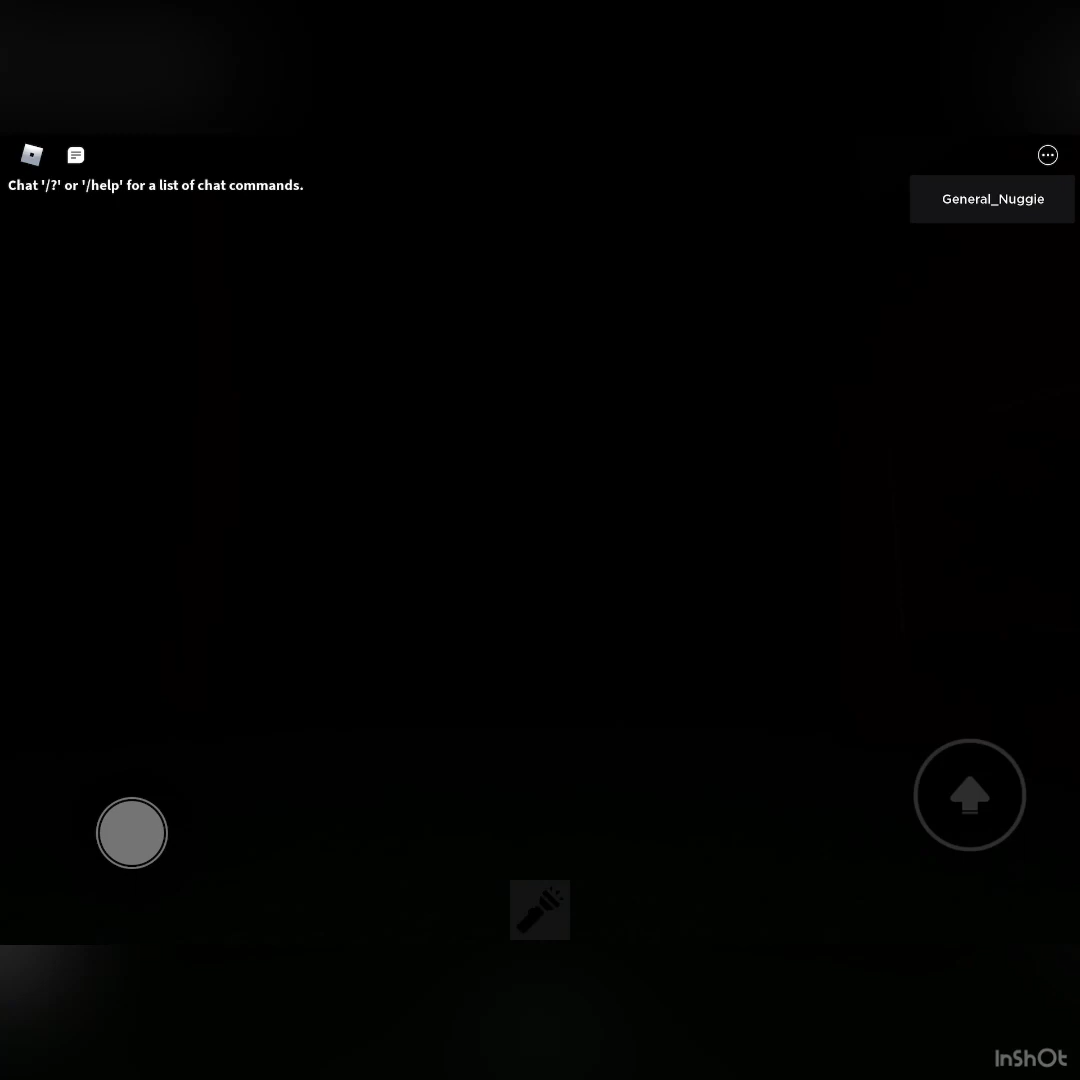 Chat '/?' or '/help' for a list of chat commands.
General_Nuggie
InShOt